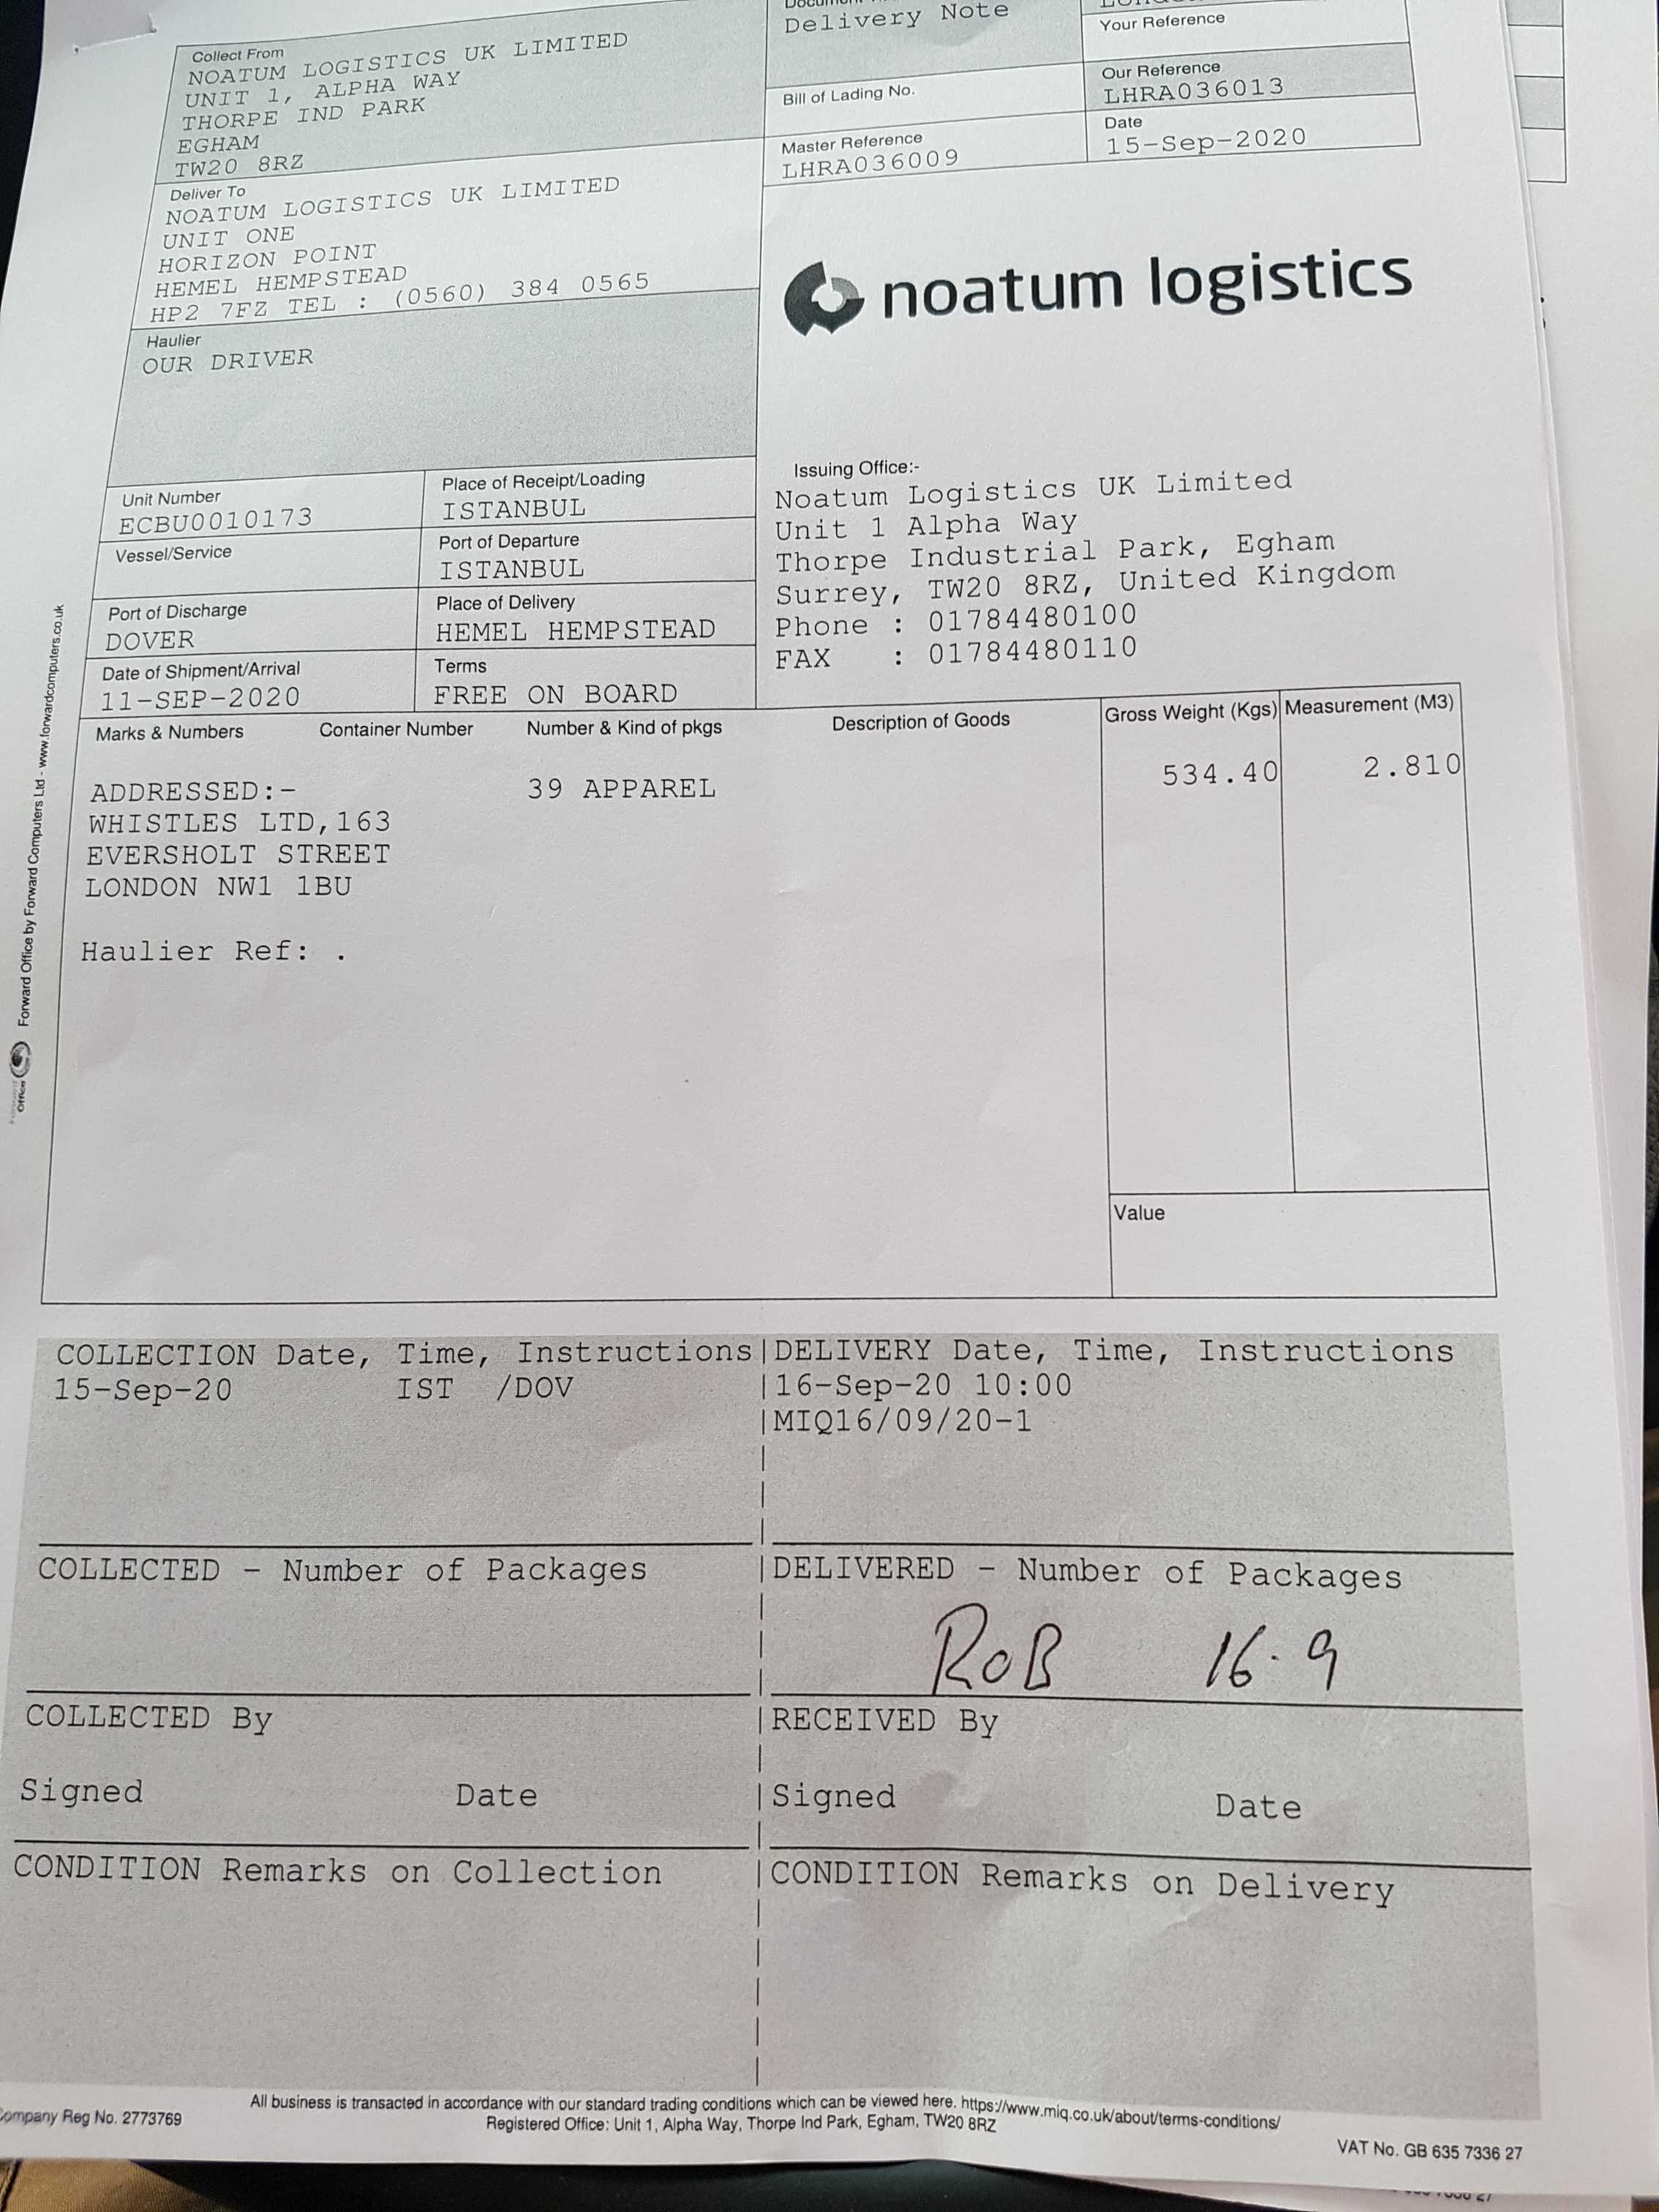 Delivery Note
Your Reference
Collect From
NOATUM LOGISTICS UK LIMITED
UNIT 1, ALPHA WAY
THORPE IND PARK
EGHAM
TW20 8RZ
Bill of Lading No.
Our Reference
LHRA036013
Master Reference
LHRA036009
Date
15-Sep-2020
Deliver To
NOATUM LOGISTICS UK LIMITED
UNIT ONE
HORIZON POINT
HEMEL HEMPSTEAD
HP2 7FZ TEL : (0560) 384 0565
noatum logistics
Haulier
OUR DRIVER
Unit Number
ECBU0010173
Place of Receipt/Loading
ISTANBUL
Vessel/Service
Port of Departure
ISTANBUL
Port of Discharge
DOVER
Place of Delivery
HEMEL HEMPSTEAD
Date of Shipment/Arrival
11-SEP-2020
Terms
FREE ON BOARD
Issuing Office:-
Noatum Logistics UK Limited
Unit 1 Alpha Way
Thorpe Industrial Park, Egham
Surrey, TW20 8RZ, United Kingdom
Phone : 01784480100
FAX : 01784480110
Marks & Numbers Container Number Number & Kind of pkgs Description of Goods Gross Weight (Kgs) Measurement (M3)
ADDRESSED:- 39 APPAREL 534.40 2.810
WHISTLES LTD,163
EVERSHOLT STREET
LONDON NW1 1BU
Haulier Ref: .
Value
Forward Office by Forward Computers Ltd - www.forwardcomputers.co.uk
COLLECTION Date, Time, Instructions|DELIVERY Date, Time, Instructions
15-Sep-20 IST /DOV |16-Sep-20 10:00
|MIQ16/09/20-1
COLLECTED - Number of Packages |DELIVERED - Number of Packages
ROB 16.9
COLLECTED By |RECEIVED By
Signed Date |Signed Date
CONDITION Remarks on Collection |CONDITION Remarks on Delivery
All business is transacted in accordance with our standard trading conditions which can be viewed here. https://www.miq.co.uk/about/terms-conditions/
Company Reg No. 2773769
Registered Office: Unit 1, Alpha Way, Thorpe Ind Park, Egham, TW20 8RZ
VAT No. GB 635 7336 27